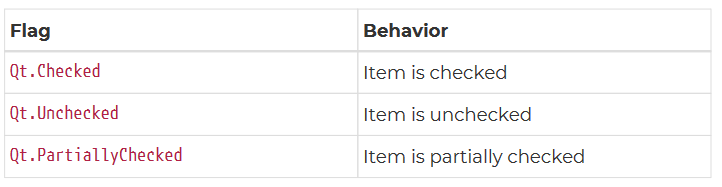 Flag Behavior
Qt.Checked Item is checked
Qt.Unchecked Item is unchecked
Qt.PartiallyChecked Item is partially checked